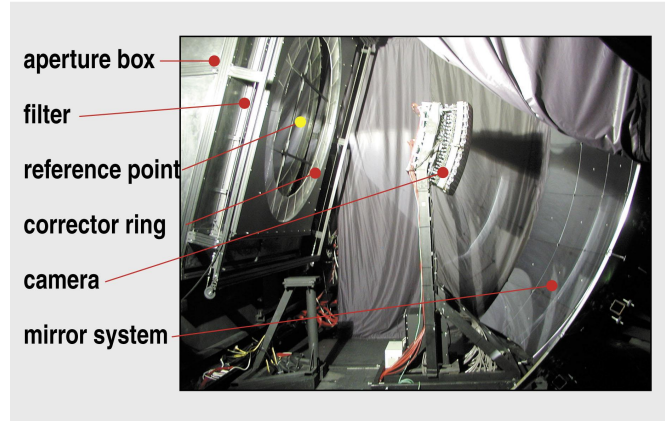 aperture box
filter
reference point
corrector ring
camera
mirror system